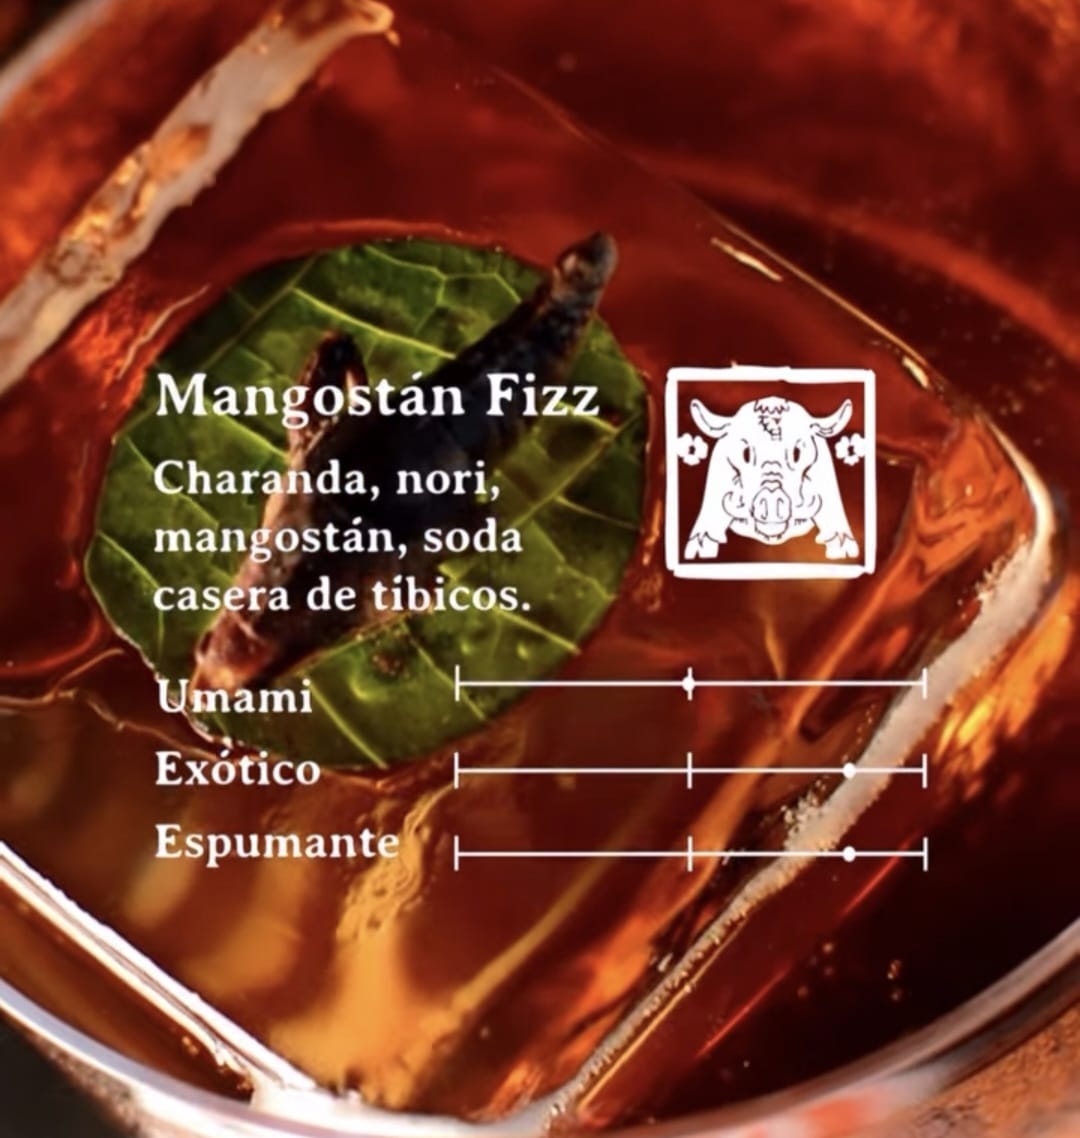 Mangostán Fizz
Charanda, nori,
mangostán, soda
casera de tíbicos.
Umami
Exótico
Espumante